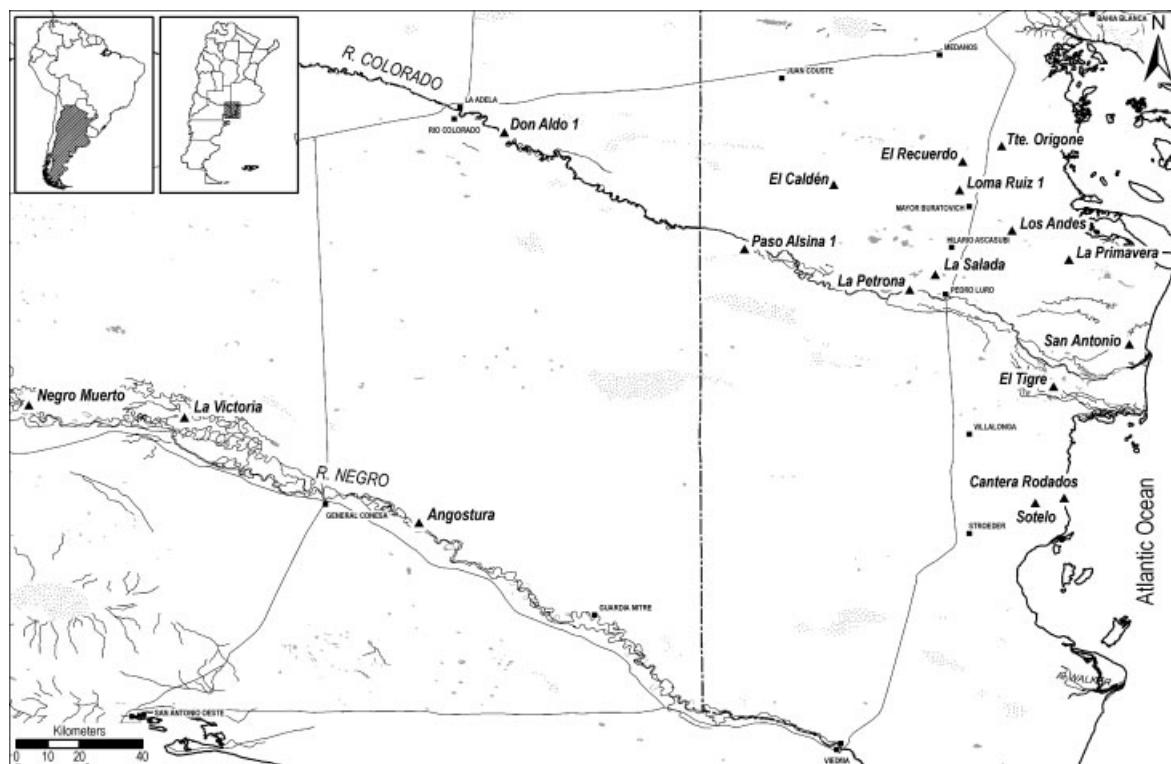 BAHIA BLANCA
N
MEDANOS
R. COLORADO
JUAN COUSTE
LA ADELA
RIO COLORADO
Don Aldo 1
Tte. Origone
El Recuerdo
El Caldén
Loma Ruiz 1
MAYOR BURATOVICH
Los Andes
HILARIO ASCASUBI
Paso Alsina 1
La Primavera
La Salada
La Petrona
PEDRO LURO
San Antonio
El Tigre
Negro Muerto
La Victoria
VILLALONGA
R. NEGRO
Cantera Rodados
GENERAL CONESA
Sotelo
Angostura
STROEDER
Atlantic Ocean
GUARDIA MITRE
WALKER
SAN ANTONIO OESTE
Kilometers
0 10 20 40
VIEDMA